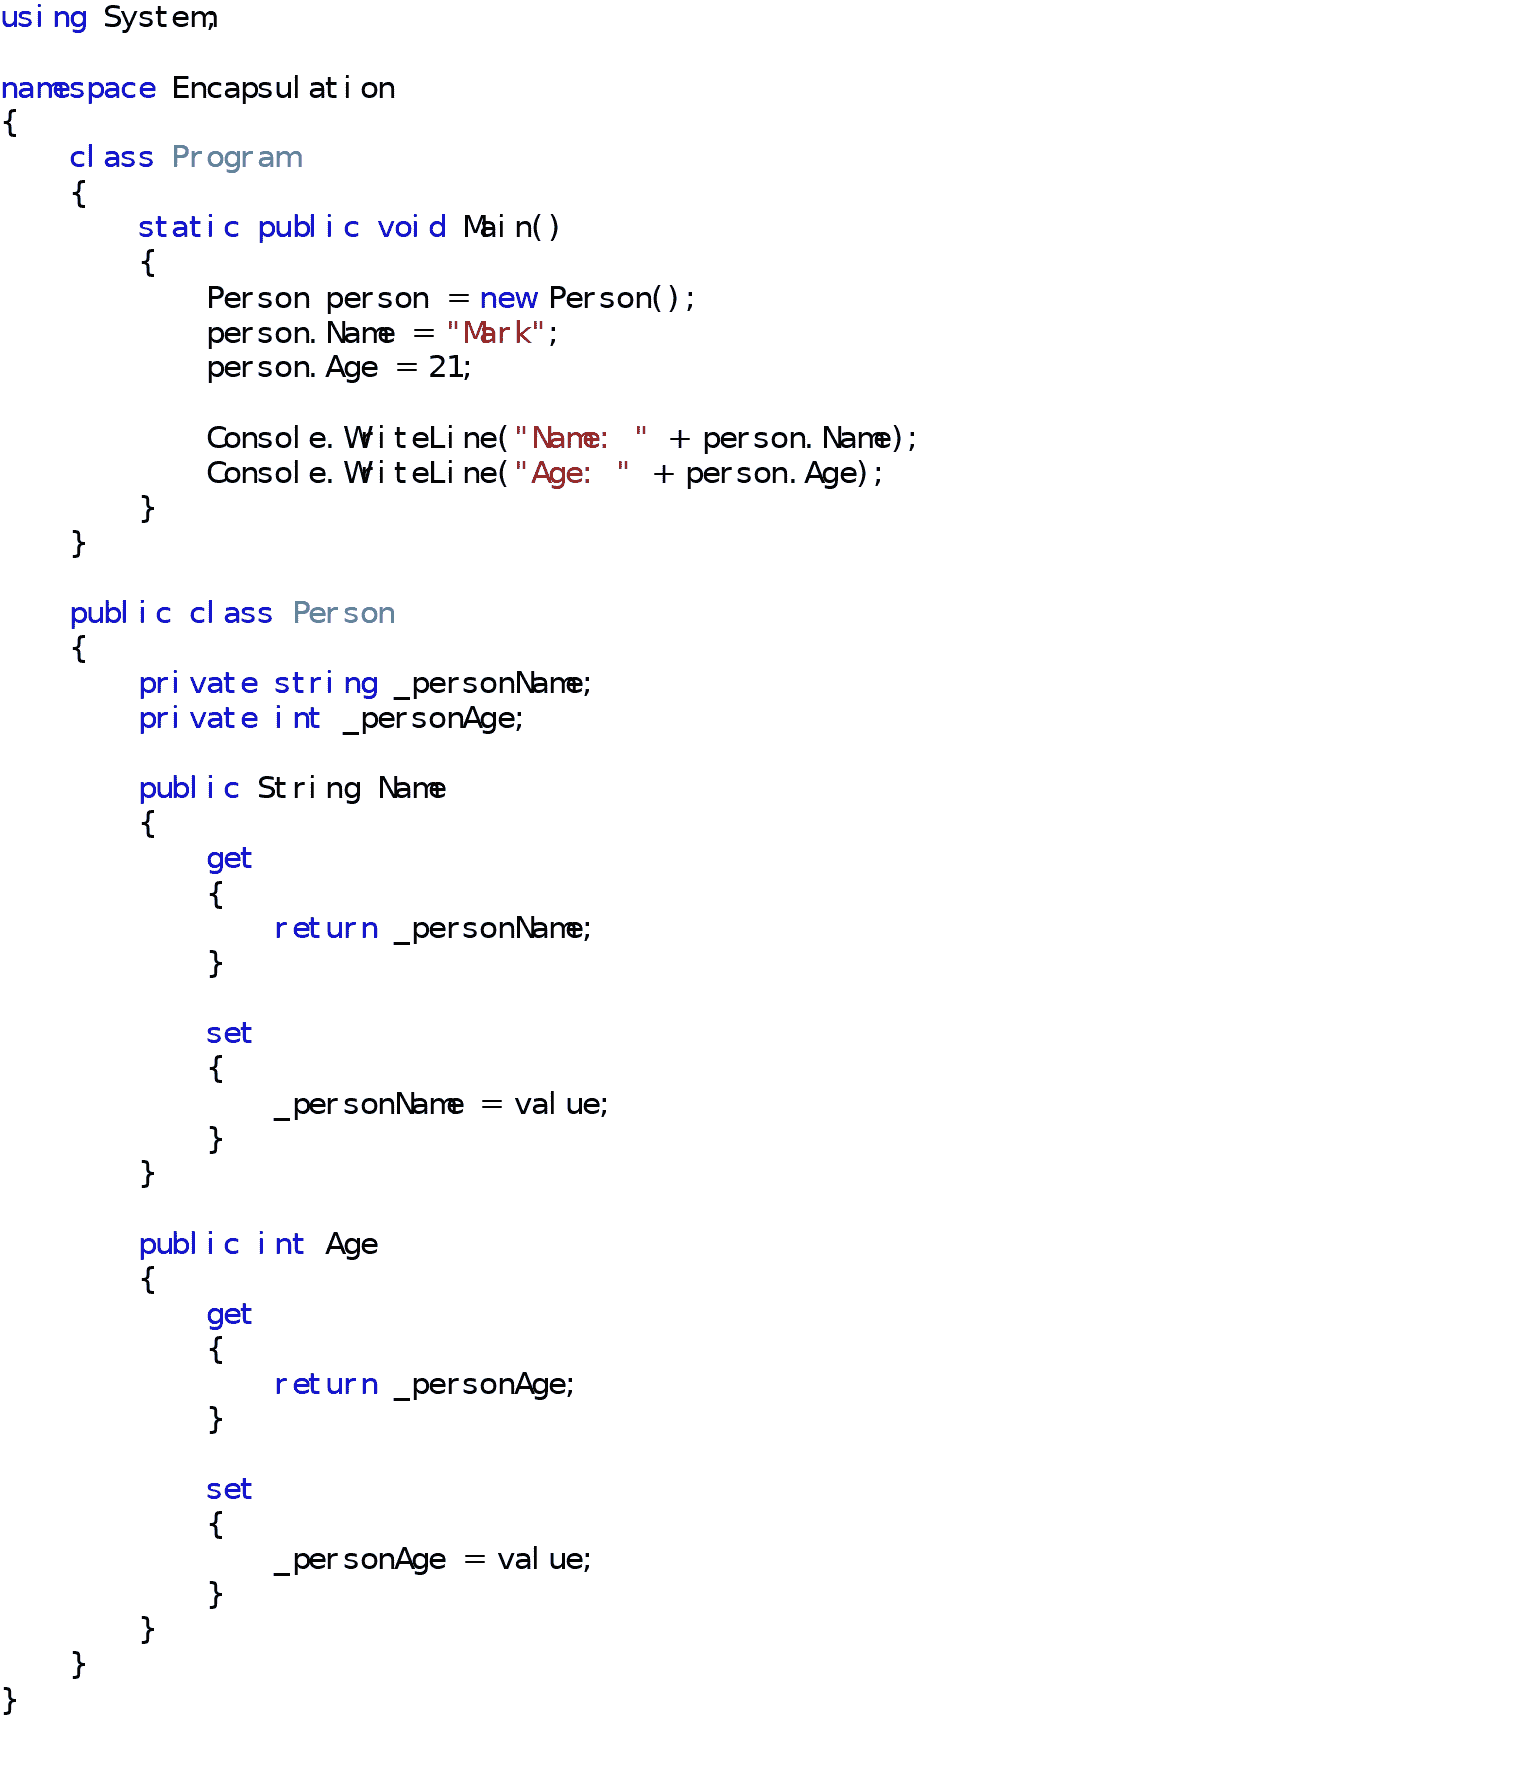 using System;

namespace Encapsulation
{
    class Program
    {
        static public void Main()
        {
            Person person = new Person();
            person.Name = "Mark";
            person.Age = 21;

            Console.WriteLine("Name: " + person.Name);
            Console.WriteLine("Age: " + person.Age);
        }
    }

    public class Person
    {
        private string _personName;
        private int _personAge;

        public String Name
        {
            get
            {
                return _personName;
            }

            set
            {
                _personName = value;
            }
        }

        public int Age
        {
            get
            {
                return _personAge;
            }

            set
            {
                _personAge = value;
            }
        }
    }
}